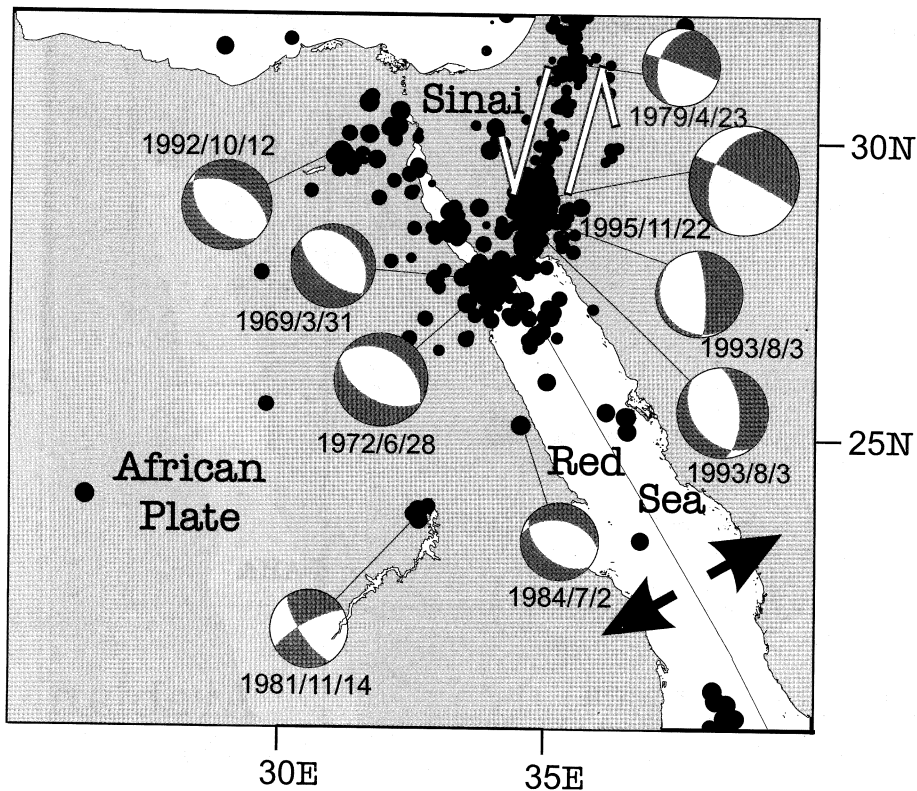 Sinai
1979/4/23
1992/10/12
30N
1995/11/22
1969/3/31
1993/8/3
1972/6/28
25N
African
Plate
Red
Sea
1993/8/3
1984/7/2
1981/11/14
30E
35E